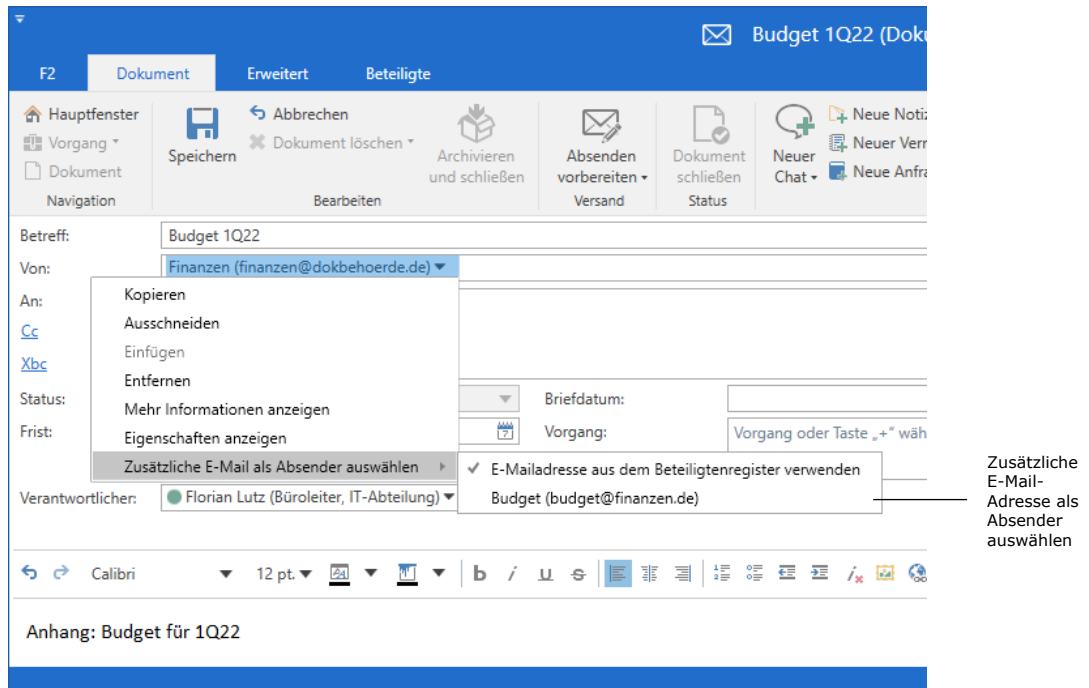 Budget 1Q22 (Doku
F2 Dokument Erweitert Beteiligte
Hauptfenster
Vorgang
Dokument
Navigation
Speichern
Abbrechen
Dokument löschen
Archivieren
und schließen
Bearbeiten
Absenden
vorbereiten
Versand
Dokument
schließen
Status
Neuer
Chat
Neue Notiz
Neuer Verr
Neue Anfra
Betreff: Budget 1Q22
Von: Finanzen (finanzen@dokbehoerde.de)
An:
Cc
Xbc
Status: Briefdatum:
Frist: 7 Vorgang: Vorgang oder Taste „+“ wäh
Kopieren
Ausschneiden
Einfügen
Entfernen
Mehr Informationen anzeigen
Eigenschaften anzeigen
Zusätzliche E-Mail als Absender auswählen
E-Mailadresse aus dem Beteiligtenregister verwenden
Budget (budget@finanzen.de)
Verantwortlicher: Florian Lutz (Büroleiter, IT-Abteilung)
Zusätzliche
E-Mail-
Adresse als
Absender
auswählen
Calibri 12 pt. b i u s
Anhang: Budget für 1Q22